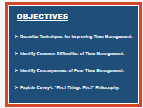 OBJECTIVES
➢ Describe Techniques for Improving Time Management.
➢ Identify Common Difficulties of Time Management.
➢ Identify Consequences of Poor Time Management.
➢ Explain Covey's "First Things First" Philosophy.